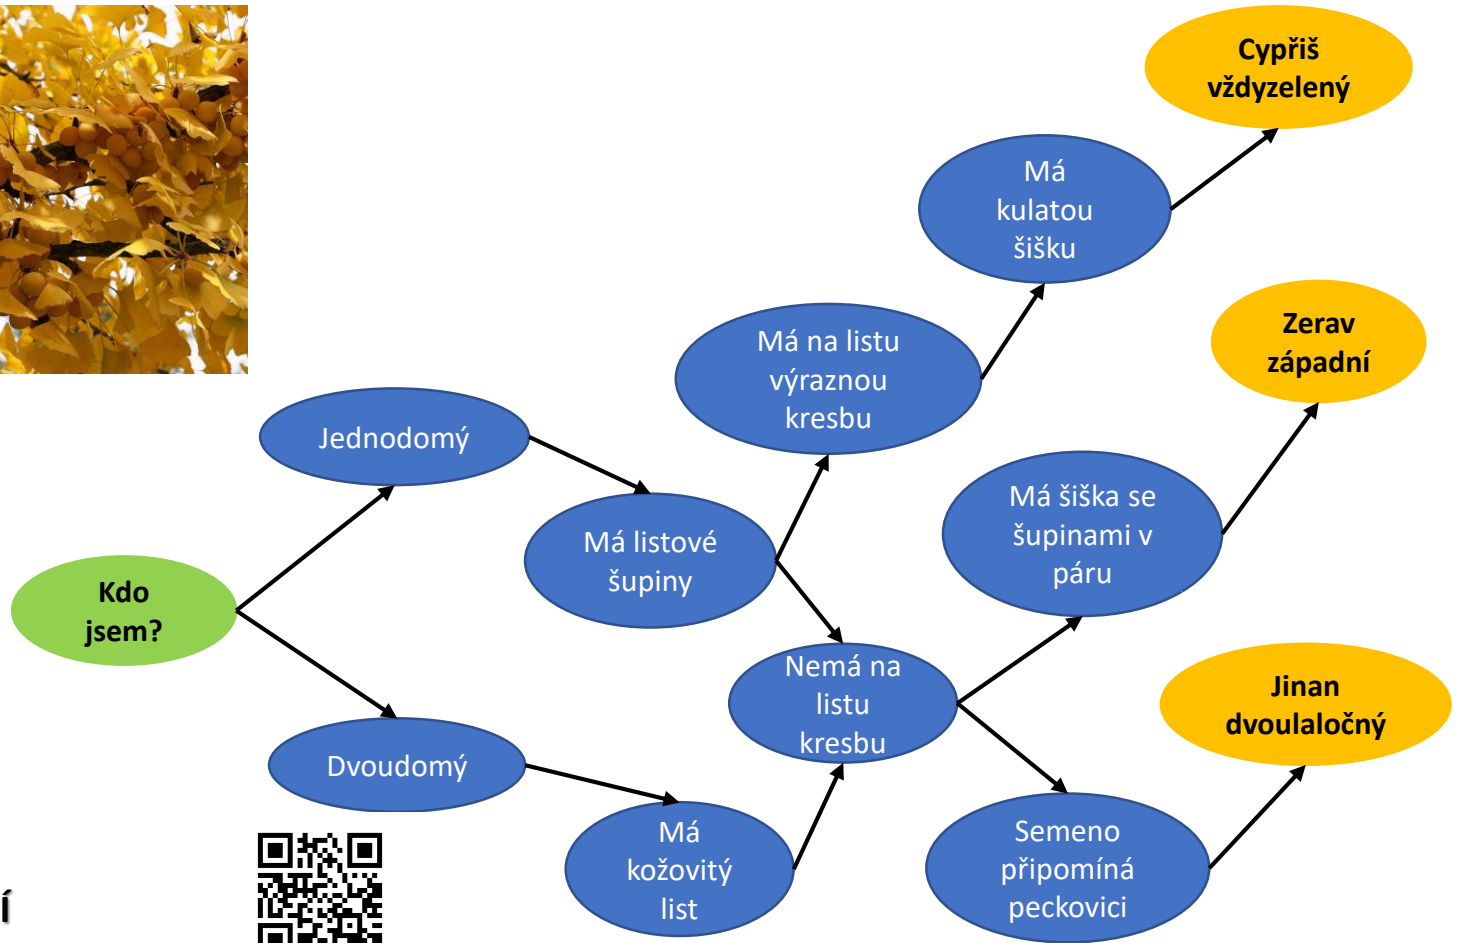 Cypřiš
vždyzelený
Má
kulatou
šišku
Zerav
západní
Má na listu
výraznou
kresbu
Jednodomý
Má šiška se
šupinami v
páru
Má listové
šupiny
Kdo
jsem?
Nemá na
listu
kresbu
Jinan
dvoulaločný
Dvoudomý
Má
kožovitý
list
Semeno
připomíná
peckovici
í